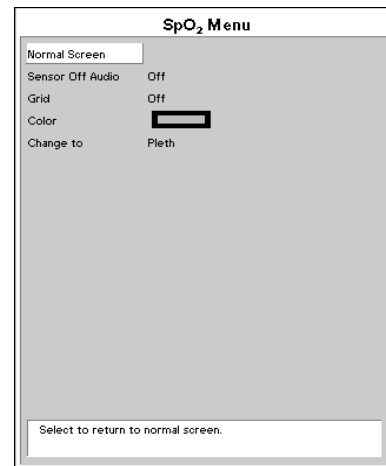 SpO₂ Menu
Normal Screen
Sensor Off Audio Off
Grid Off
Color
Change to Pleth
Select to return to normal screen.